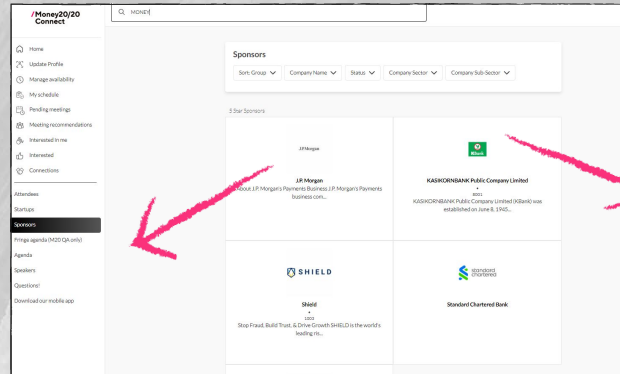 /Money20/20
Connect
MONEY
Home
Update Profile
Manage availability
My schedule
Pending meetings
Meeting recommendations
Interested in me
Interested
Connections
Attendees
Startups
Sponsors
Fringe agenda (M20 QA only)
Agenda
Speakers
Questions!
Download our mobile app
Sponsors
Sort: Group
Company Name
Status
Company Sector
Company Sub-Sector
5 Star Sponsors
J.P.Morgan
J.P. Morgan
About J.P. Morgan's Payments Business J.P. Morgan's Payments
business com...
KBank
KASIKORNBANK Public Company Limited
KASIKORNBANK Public Company Limited (KBank) was
established on June 8, 1945...
SHIELD
Shield
Stop Fraud, Build Trust, & Drive Growth SHIELD is the world's
leading ris...
standard
chartered
Standard Chartered Bank